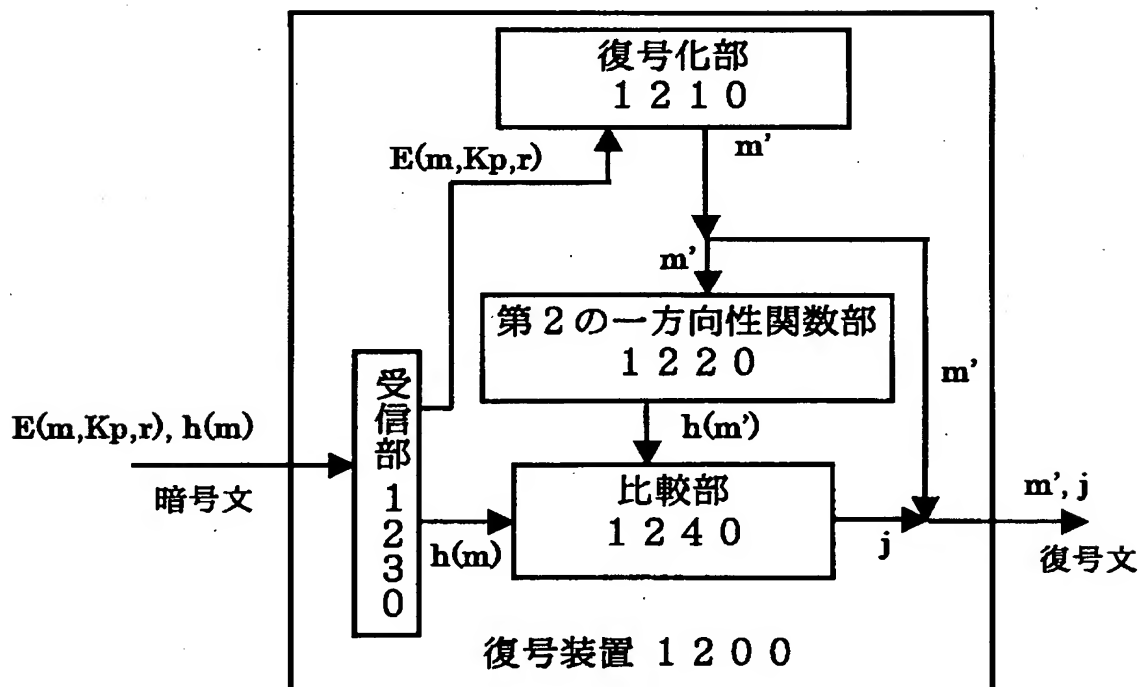 復号化部
１２１０
E(m,Kp,r)
m’
m’
第２の一方向性関数部
１２２０
m’
受信部１２３０
E(m,Kp,r), h(m)
暗号文
h(m’)
比較部
１２４０
h(m)
j
m’, j
復号文
復号装置 １２００